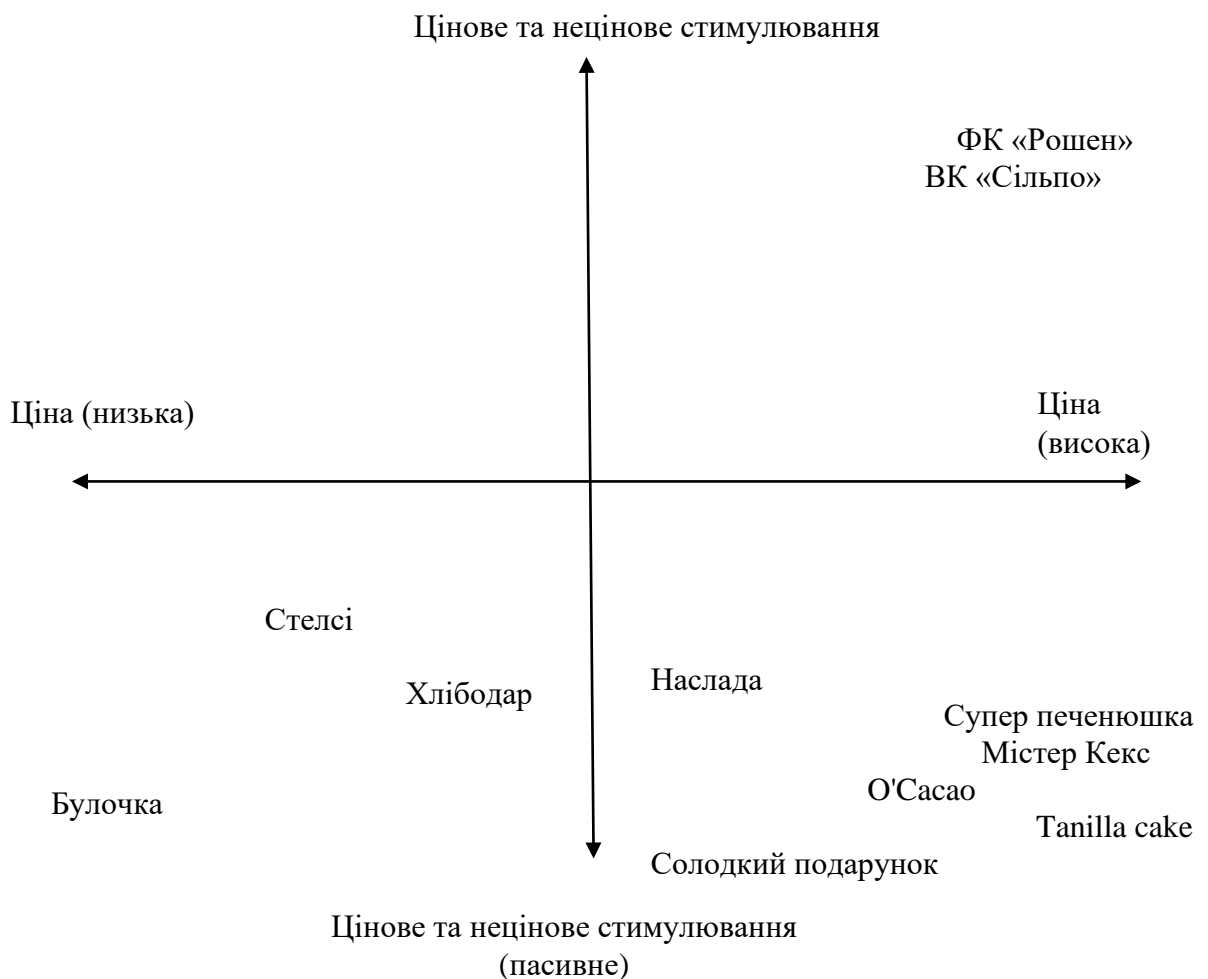 Цінове та нецінове стимулювання
ФК «Рошен»
ВК «Сільпо»
Ціна (низька)
Ціна
(висока)
Стелсі
Хлібодар
Наслада
Супер печенюшка
Містер Кекс
О'Сасао
Булочка
Tanilla cake
Солодкий подарунок
Цінове та нецінове стимулювання
(пасивне)